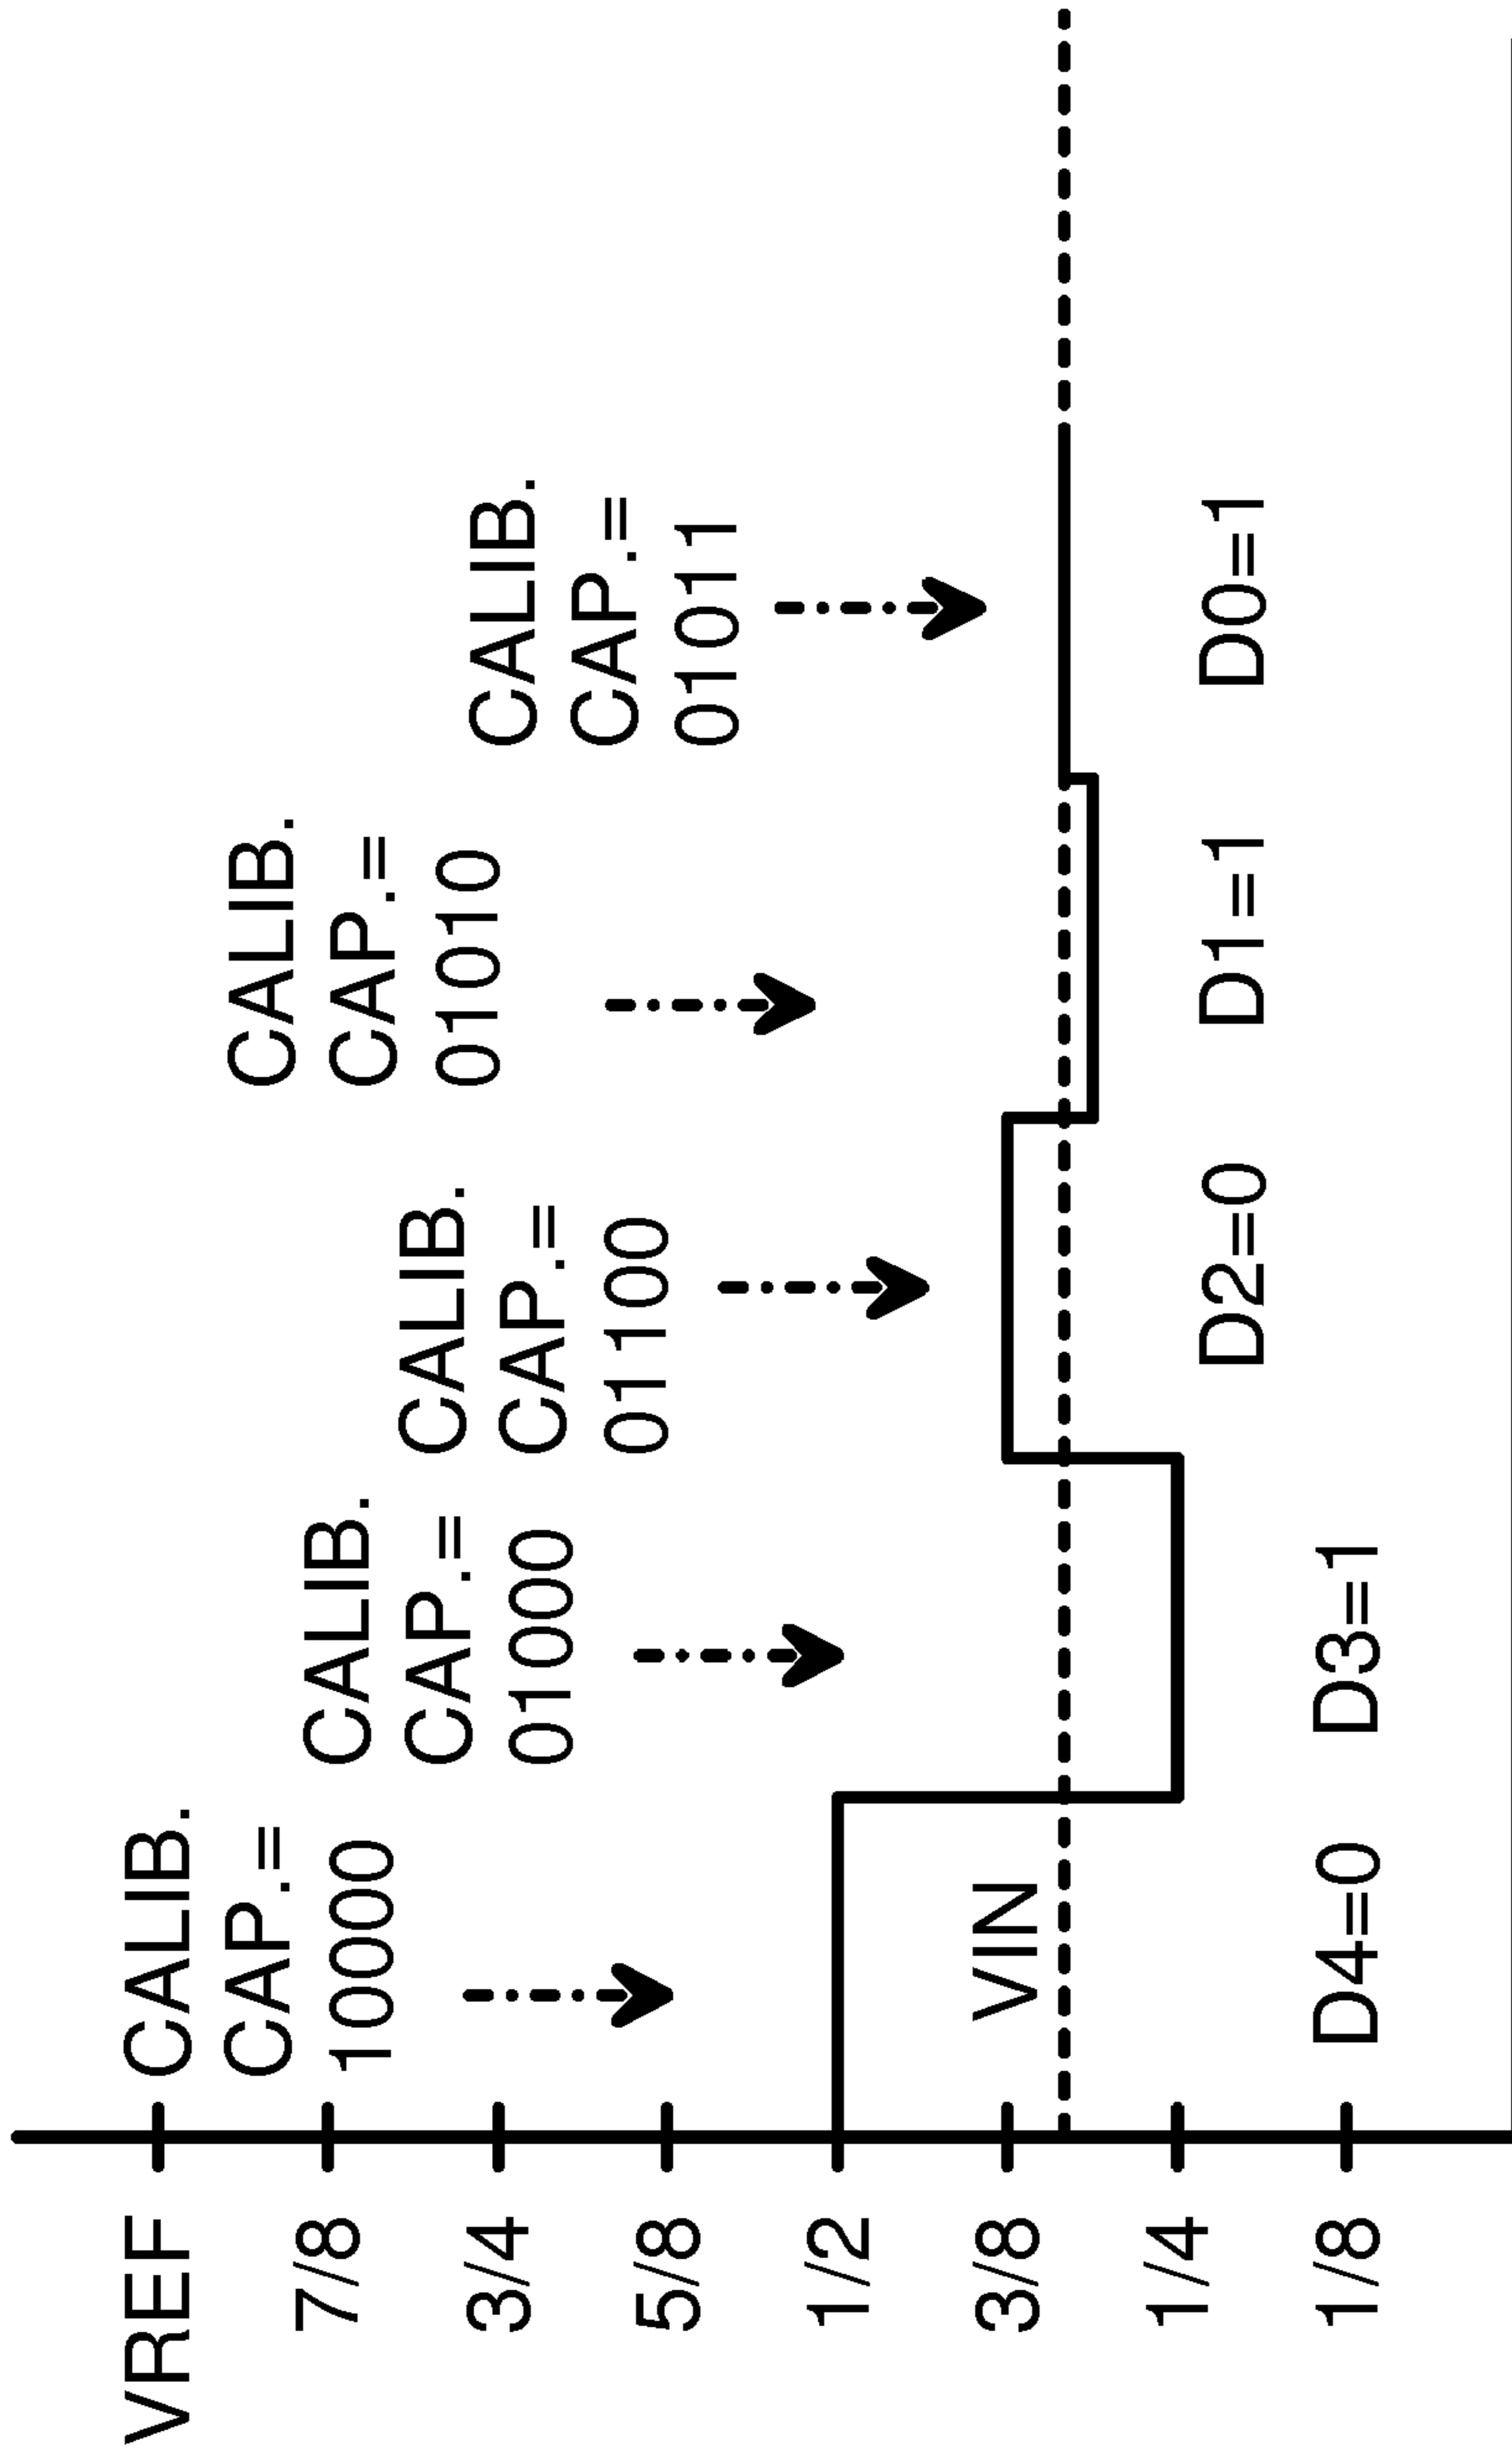 VREF
7/8
3/4
5/8
1/2
3/8
1/4
1/8
CALIB.
CAP.=
10000
CALIB.
CAP.=
01000
CALIB.
CAP.=
01100
CALIB.
CAP.=
01010
CALIB.
CAP.=
01011
VIN
D4=0
D3=1
D2=0
D1=1
D0=1